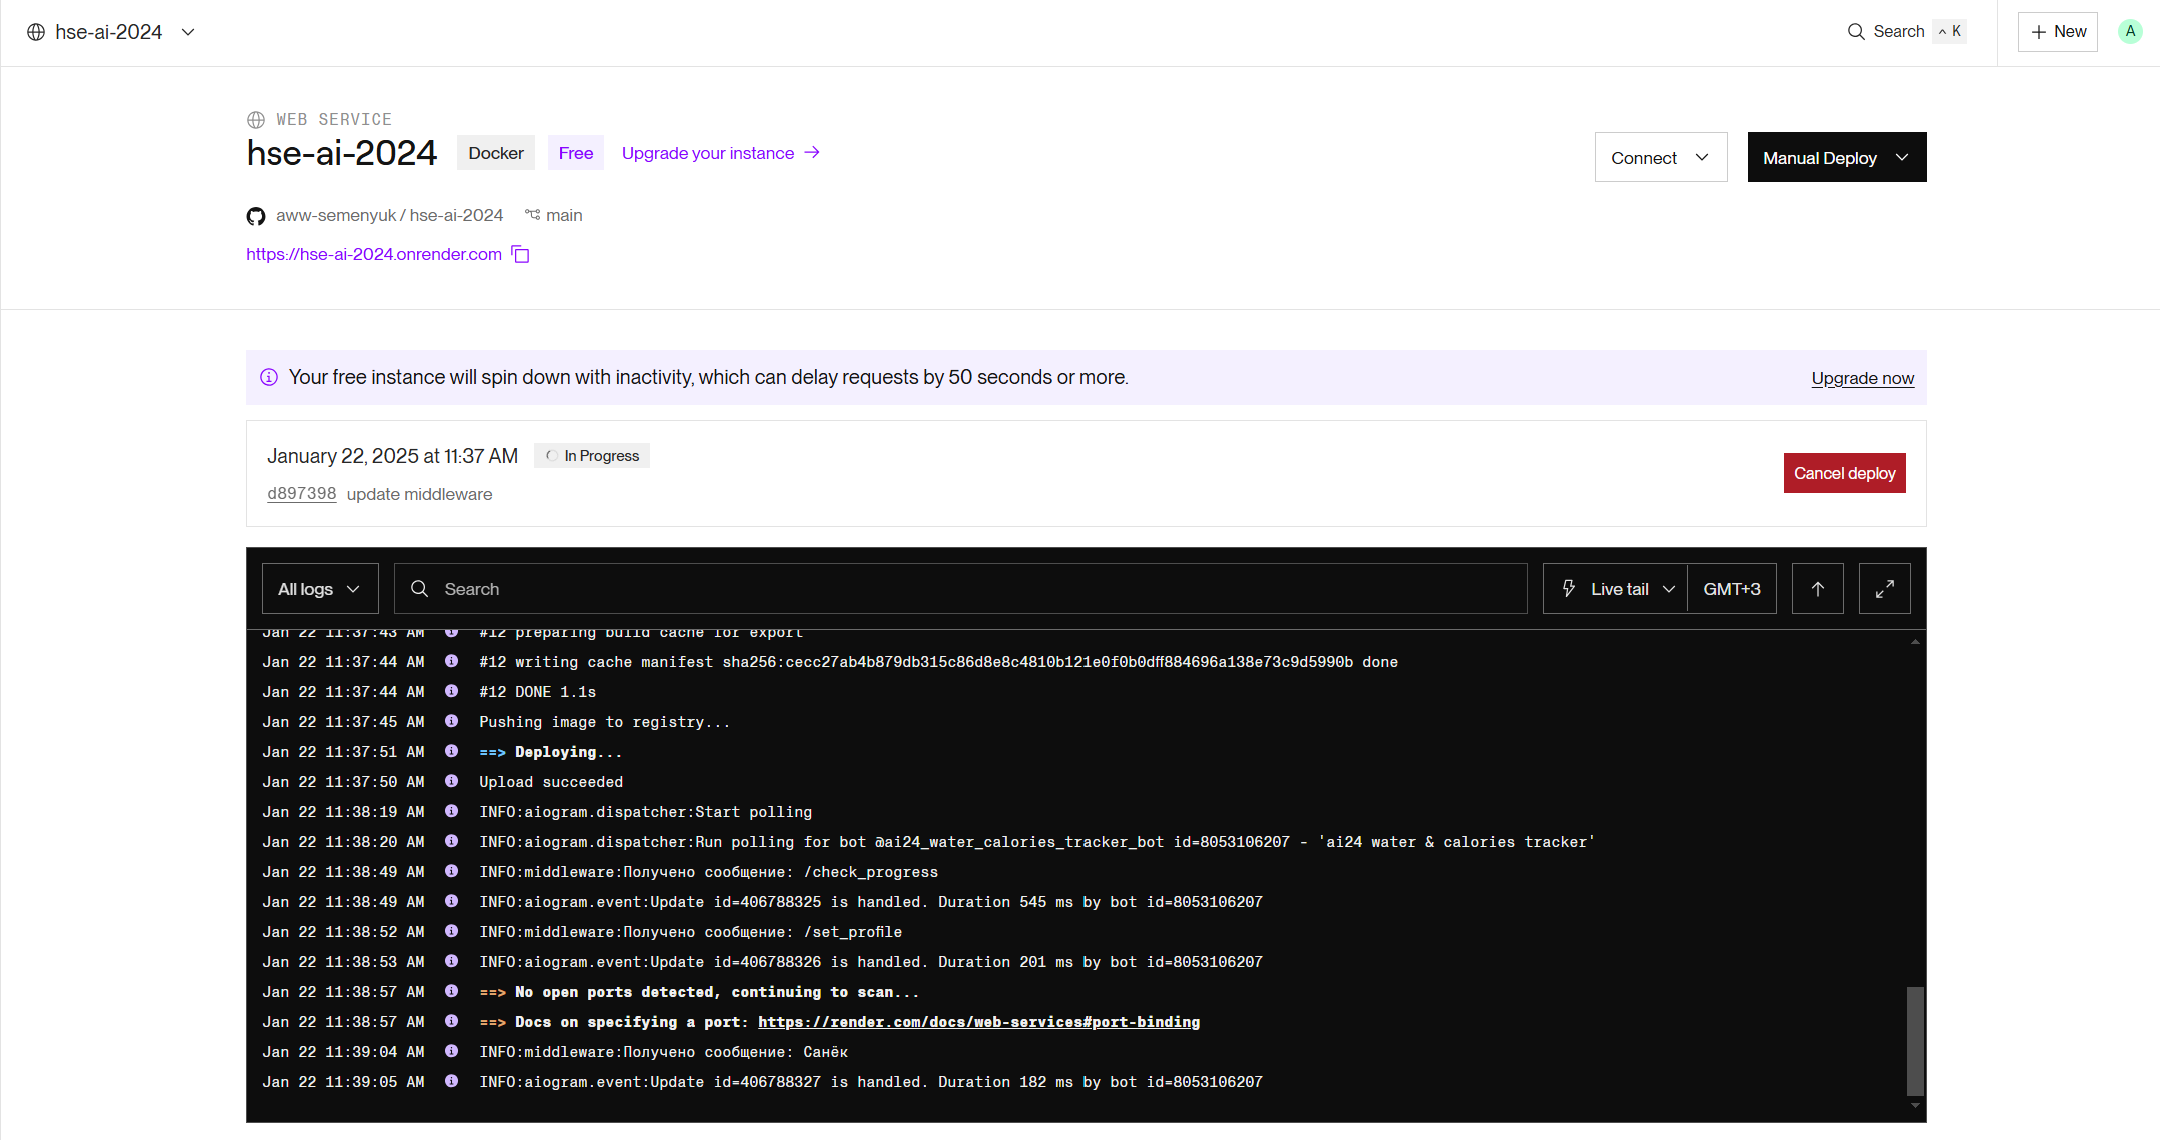 hse-ai-2024
Search ^ K
+ New
A
WEB SERVICE
hse-ai-2024 Docker Free Upgrade your instance →
Connect
Manual Deploy
aww-semenyuk / hse-ai-2024 main
https://hse-ai-2024.onrender.com
Your free instance will spin down with inactivity, which can delay requests by 50 seconds or more.
Upgrade now
January 22, 2025 at 11:37 AM In Progress
d897398 update middleware
Cancel deploy
All logs Search Live tail GMT+3
Jan 22 11:37:43 AM #12 preparing build cache for export
Jan 22 11:37:44 AM #12 writing cache manifest sha256:cecc27ab4b879db315c86d8e8c4810b121e0f0b0dff884696a138e73c9d5990b done
Jan 22 11:37:44 AM #12 DONE 1.1s
Jan 22 11:37:45 AM Pushing image to registry...
Jan 22 11:37:51 AM ==> Deploying...
Jan 22 11:37:50 AM Upload succeeded
Jan 22 11:38:19 AM INFO:aiogram.dispatcher:Start polling
Jan 22 11:38:20 AM INFO:aiogram.dispatcher:Run polling for bot @ai24_water_calories_tracker_bot id=8053106207 - 'ai24 water & calories tracker'
Jan 22 11:38:49 AM INFO:middleware:Получено сообщение: /check_progress
Jan 22 11:38:49 AM INFO:aiogram.event:Update id=406788325 is handled. Duration 545 ms by bot id=8053106207
Jan 22 11:38:52 AM INFO:middleware:Получено сообщение: /set_profile
Jan 22 11:38:53 AM INFO:aiogram.event:Update id=406788326 is handled. Duration 201 ms by bot id=8053106207
Jan 22 11:38:57 AM ==> No open ports detected, continuing to scan...
Jan 22 11:38:57 AM ==> Docs on specifying a port: https://render.com/docs/web-services#port-binding
Jan 22 11:39:04 AM INFO:middleware:Получено сообщение: Санёк
Jan 22 11:39:05 AM INFO:aiogram.event:Update id=406788327 is handled. Duration 182 ms by bot id=8053106207